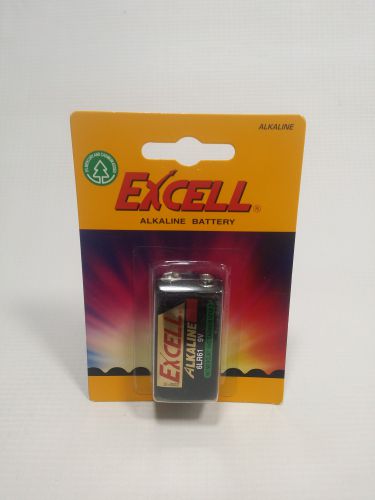 ALKALINE
EXCELL®
ALKALINE BATTERY
EXCELL
ALKALINE
6LR61 9V